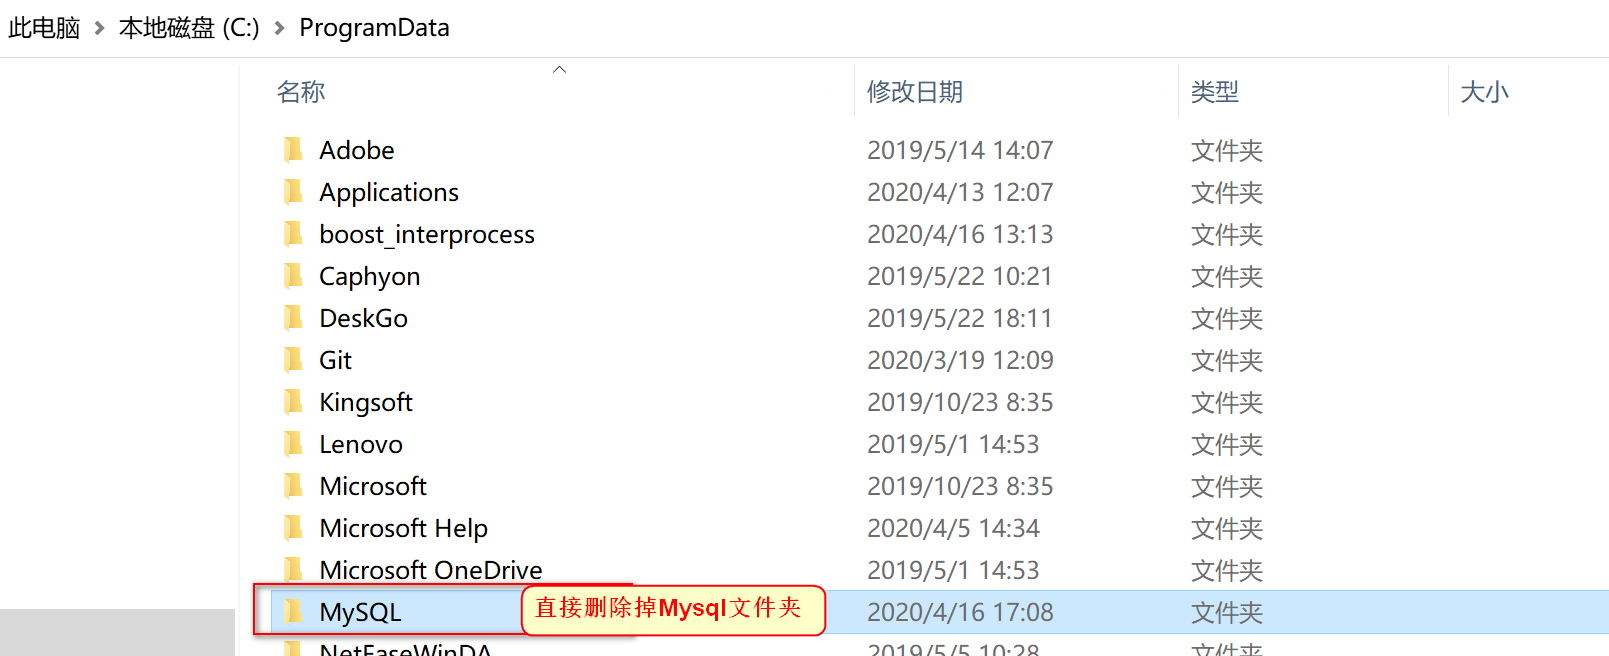 此电脑 > 本地磁盘 (C:) > ProgramData
名称 修改日期 类型 大小
Adobe 2019/5/14 14:07 文件夹
Applications 2020/4/13 12:07 文件夹
boost_interprocess 2020/4/16 13:13 文件夹
Caphyon 2019/5/22 10:21 文件夹
DeskGo 2019/5/22 18:11 文件夹
Git 2020/3/19 12:09 文件夹
Kingsoft 2019/10/23 8:35 文件夹
Lenovo 2019/5/1 14:53 文件夹
Microsoft 2019/10/23 8:35 文件夹
Microsoft Help 2020/4/5 14:34 文件夹
Microsoft OneDrive 2019/5/1 14:53 文件夹
MySQL 直接删除掉Mysql文件夹 2020/4/16 17:08 文件夹
NetEaseWinDA 2019/5/5 10:28 文件夹